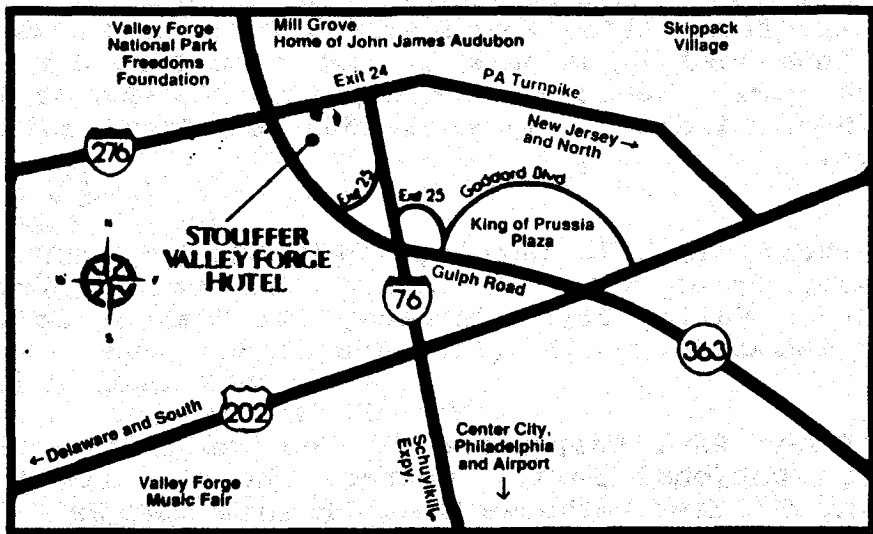 Valley Forge
National Park
Freedoms
Foundation
Mill Grove
Home of John James Audubon
Skippack
Village
Exit 24
PA Turnpike
New Jersey
and North →
276
Exit 25
Exit 25
Goddard Blvd
King of Prussia
Plaza
STOUFFER
VALLEY FORGE
HOTEL
N
S
Gulph Road
76
363
202
← Delaware and South
Schuylkill
Expy.
Center City,
Philadelphia
and Airport
↓
Valley Forge
Music Fair